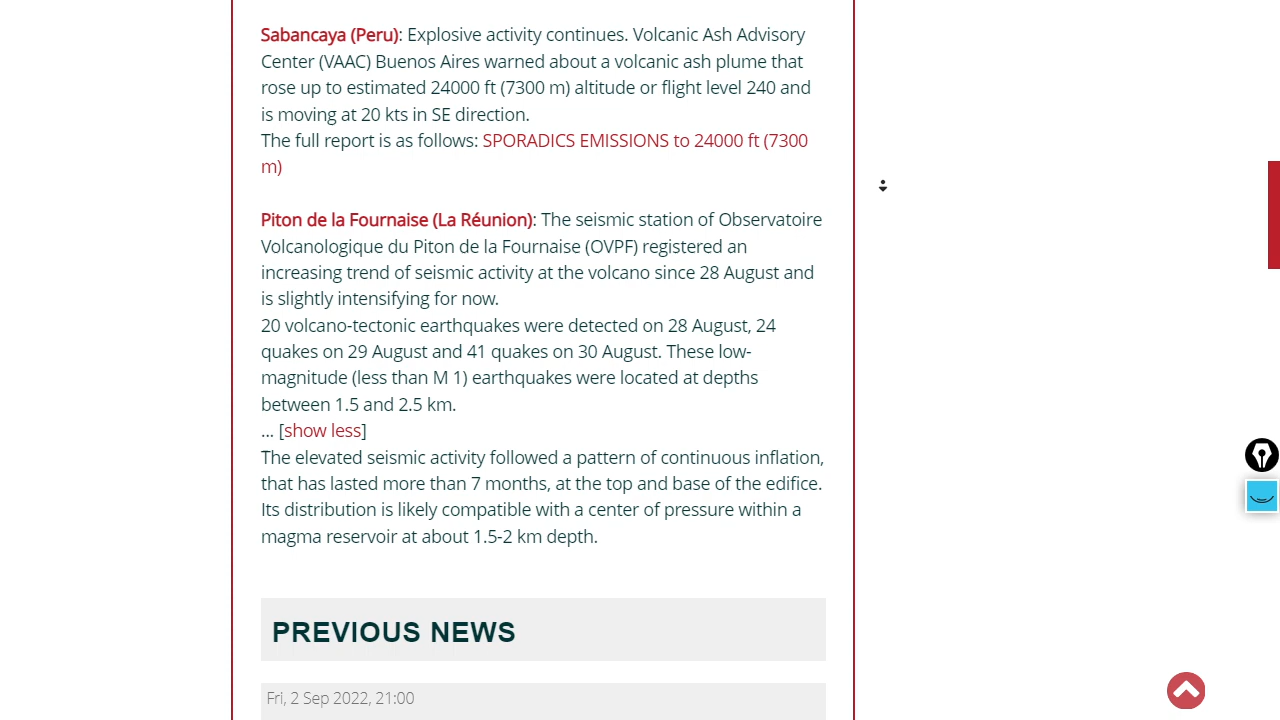 Sabancaya (Peru): Explosive activity continues. Volcanic Ash Advisory
Center (VAAC) Buenos Aires warned about a volcanic ash plume that
rose up to estimated 24000 ft (7300 m) altitude or flight level 240 and
is moving at 20 kts in SE direction.
The full report is as follows: SPORADICS EMISSIONS to 24000 ft (7300
m)
Piton de la Fournaise (La Réunion): The seismic station of Observatoire
Volcanologique du Piton de la Fournaise (OVPF) registered an
increasing trend of seismic activity at the volcano since 28 August and
is slightly intensifying for now.
20 volcano-tectonic earthquakes were detected on 28 August, 24
quakes on 29 August and 41 quakes on 30 August. These low-
magnitude (less than M 1) earthquakes were located at depths
between 1.5 and 2.5 km.
... [show less]
The elevated seismic activity followed a pattern of continuous inflation,
that has lasted more than 7 months, at the top and base of the edifice.
Its distribution is likely compatible with a center of pressure within a
magma reservoir at about 1.5-2 km depth.
PREVIOUS NEWS
Fri, 2 Sep 2022, 21:00